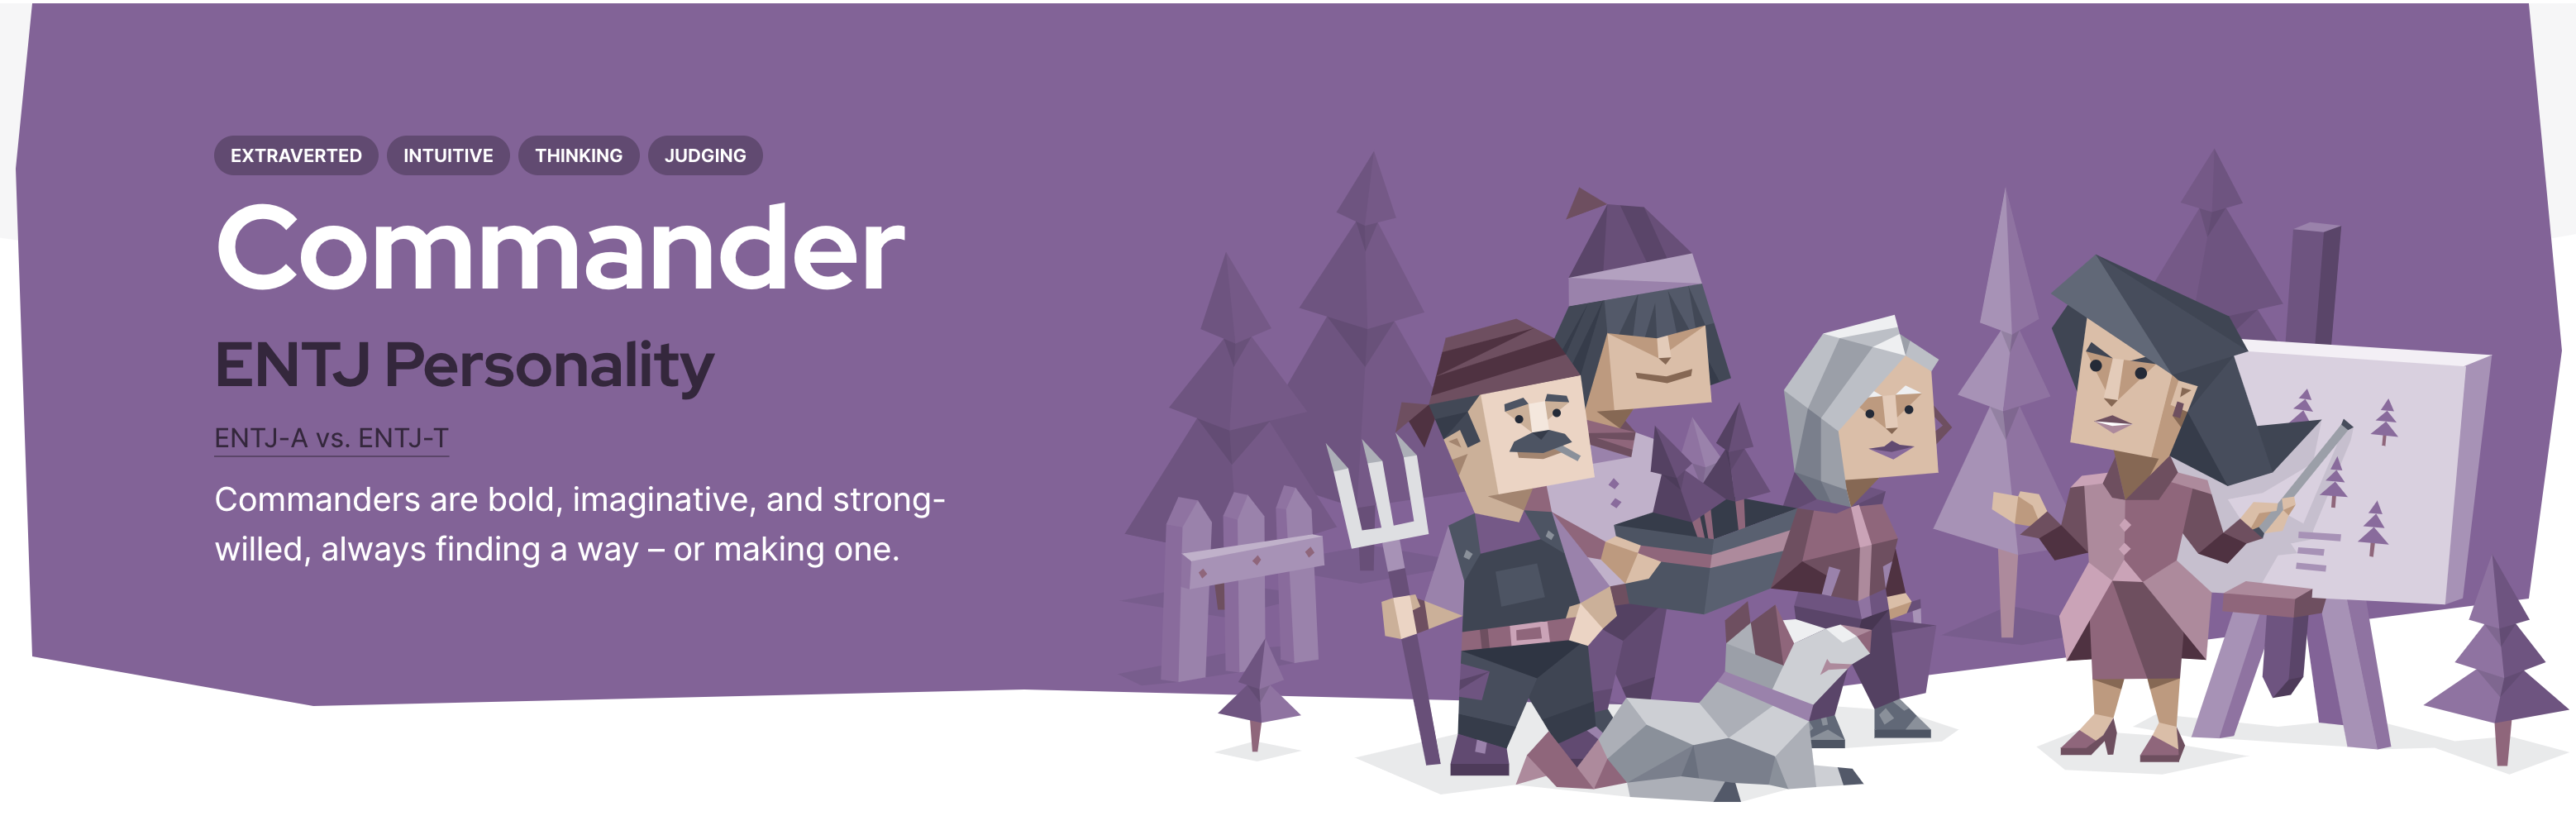 EXTRAVERTED INTUITIVE THINKING JUDGING
Commander
ENTJ Personality
ENTJ-A vs. ENTJ-T
Commanders are bold, imaginative, and strong-
willed, always finding a way – or making one.